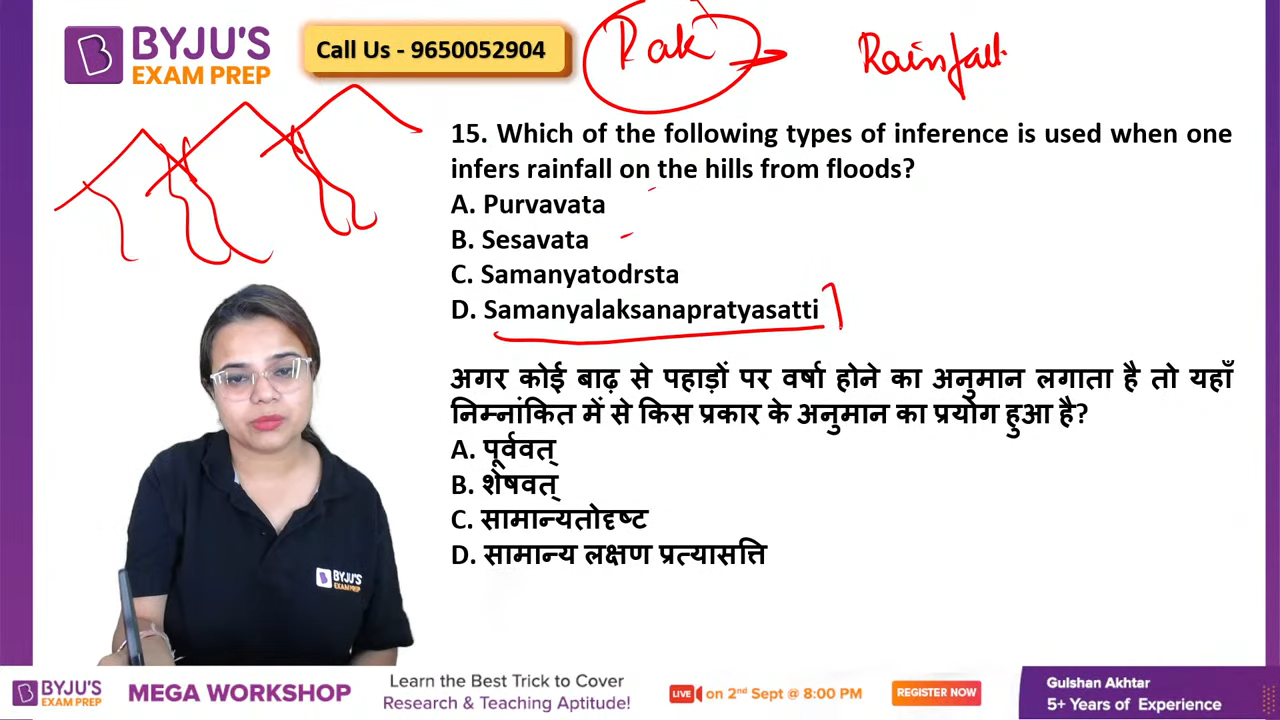 BYJU'S
EXAM PREP
Call Us - 9650052904
Rainfall
15. Which of the following types of inference is used when one
infers rainfall on the hills from floods?
A. Purvavata
B. Sesavata
C. Samanyatodrsta
D. Samanyalaksanapratyasatti
अगर कोई बाढ़ से पहाड़ों पर वर्षा होने का अनुमान लगाता है तो यहाँ
निम्नांकित में से किस प्रकार के अनुमान का प्रयोग हुआ है?
A. पूर्ववत्
B. शेषवत्
C. सामान्यतोदृष्ट
D. सामान्य लक्षण प्रत्यासत्ति
BYJU'S
EXAM PREP
BYJU'S
EXAM PREP
MEGA WORKSHOP
Learn the Best Trick to Cover
Research & Teaching Aptitude!
LIVE on 2nd Sept @ 8:00 PM
REGISTER NOW
Gulshan Akhtar
5+ Years of Experience